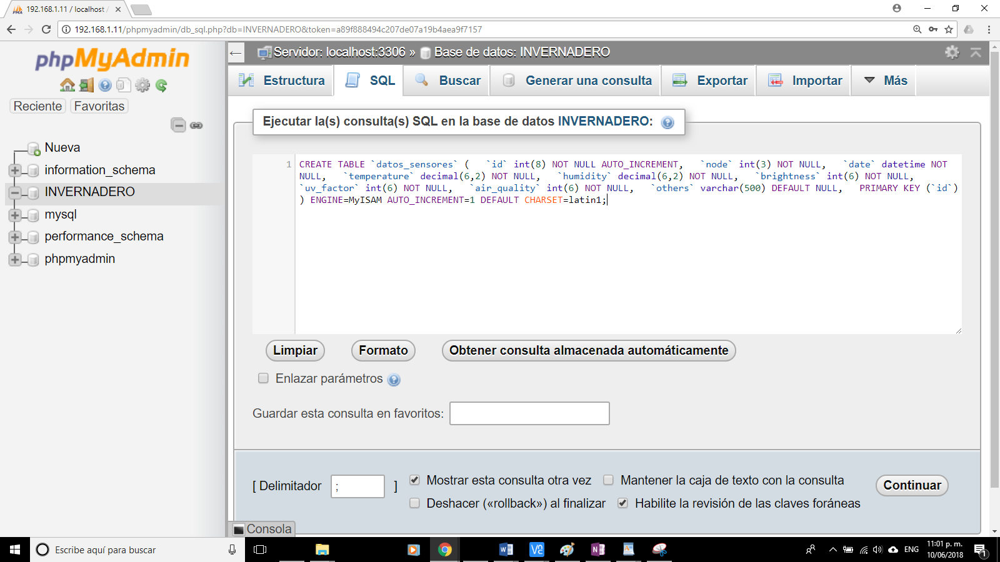 192.168.1.11 / localhost /
192.168.1.11/phpmyadmin/db_sql.php?db=INVERNADERO&token=a89f888494c207de07a19b4aea9f7157
phpMyAdmin
Reciente
Favoritas
Nueva
information_schema
INVERNADERO
mysql
performance_schema
phpmyadmin
Servidor: localhost:3306 » Base de datos: INVERNADERO
Estructura
SQL
Buscar
Generar una consulta
Exportar
Importar
Más
Ejecutar la(s) consulta(s) SQL en la base de datos INVERNADERO:
1
CREATE TABLE `datos_sensores` (   `id` int(8) NOT NULL AUTO_INCREMENT,   `node` int(3) NOT NULL,   `date` datetime NOT
NULL,   `temperature` decimal(6,2) NOT NULL,   `humidity` decimal(6,2) NOT NULL,   `brightness` int(6) NOT NULL,
`uv_factor` int(6) NOT NULL,   `air_quality` int(6) NOT NULL,   `others` varchar(500) DEFAULT NULL,   PRIMARY KEY (`id`)
) ENGINE=MyISAM AUTO_INCREMENT=1 DEFAULT CHARSET=latin1;
Limpiar
Formato
Obtener consulta almacenada automáticamente
Enlazar parámetros
Guardar esta consulta en favoritos:
[ Delimitador ; ]
Mostrar esta consulta otra vez
Mantener la caja de texto con la consulta
Deshacer («rollback») al finalizar
Habilite la revisión de las claves foráneas
Continuar
Consola
Escribe aquí para buscar
ENG
11:01 p. m.
10/06/2018
1